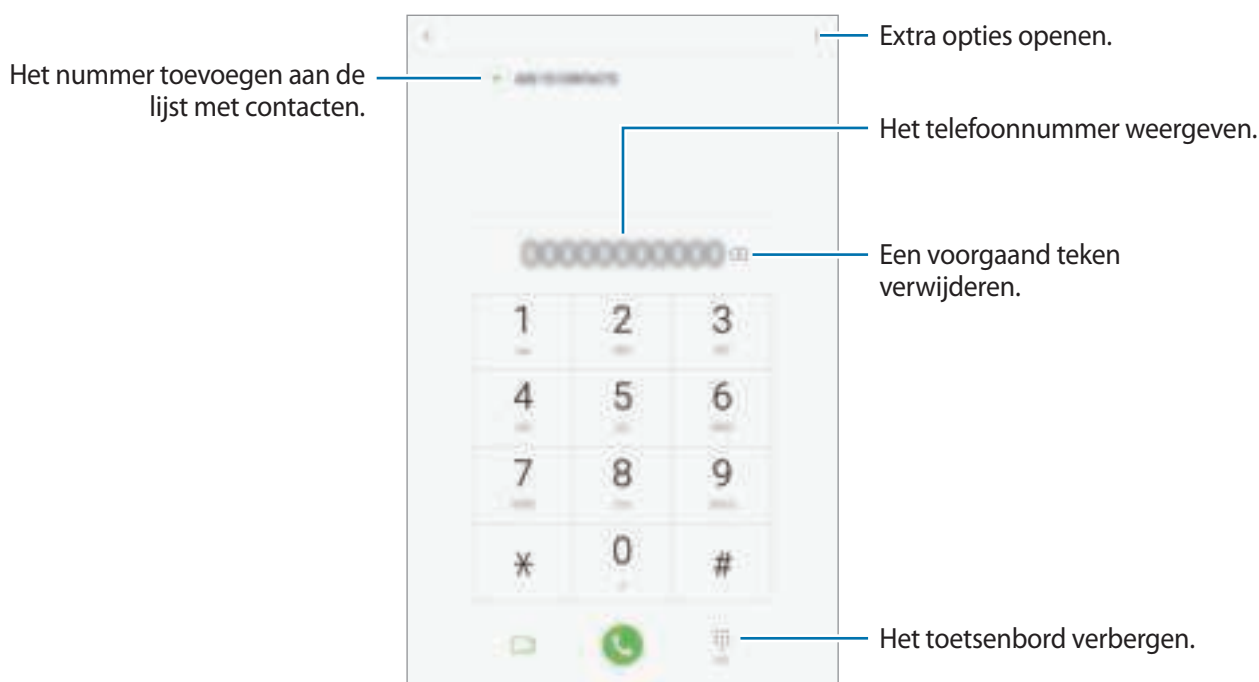 Extra opties openen.
Het nummer toevoegen aan de
lijst met contacten.
Het telefoonnummer weergeven.
Een voorgaand teken
verwijderen.
1 2 3
4 5 6
7 8 9
* 0 #
Het toetsenbord verbergen.